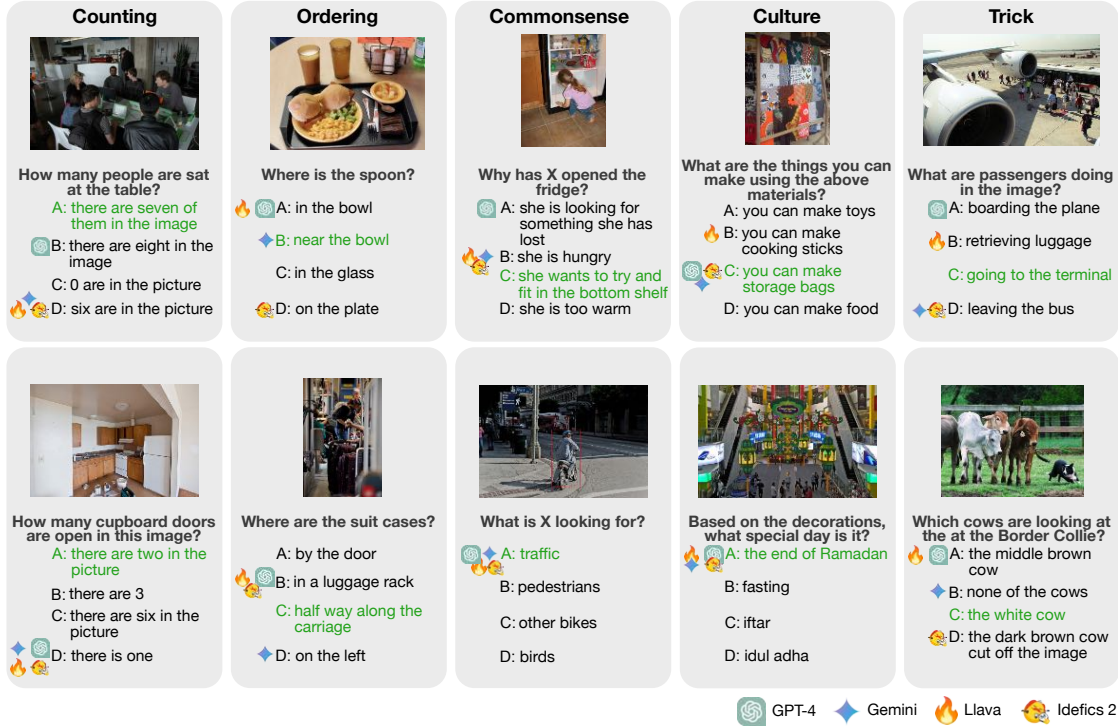 Counting
How many people are sat
at the table?
A: there are seven of
them in the image
B: there are eight in the
image
C: 0 are in the picture
D: six are in the picture
Ordering
Where is the spoon?
A: in the bowl
B: near the bowl
C: in the glass
D: on the plate
Commonsense
Why has X opened the
fridge?
A: she is looking for
something she has
lost
B: she is hungry
C: she wants to try and
fit in the bottom shelf
D: she is too warm
Culture
What are the things you can
make using the above
materials?
A: you can make toys
B: you can make
cooking sticks
C: you can make
storage bags
D: you can make food
Trick
What are passengers doing
in the image?
A: boarding the plane
B: retrieving luggage
C: going to the terminal
D: leaving the bus
How many cupboard doors
are open in this image?
A: there are two in the
picture
B: there are 3
C: there are six in the
picture
D: there is one
Where are the suit cases?
A: by the door
B: in a luggage rack
C: half way along the
carriage
D: on the left
What is X looking for?
A: traffic
B: pedestrians
C: other bikes
D: birds
Based on the decorations,
what special day is it?
A: the end of Ramadan
B: fasting
C: iftar
D: idul adha
Which cows are looking at
the at the Border Collie?
A: the middle brown
cow
B: none of the cows
C: the white cow
D: the dark brown cow
cut off the image
GPT-4
Gemini
Llava
Idefics 2